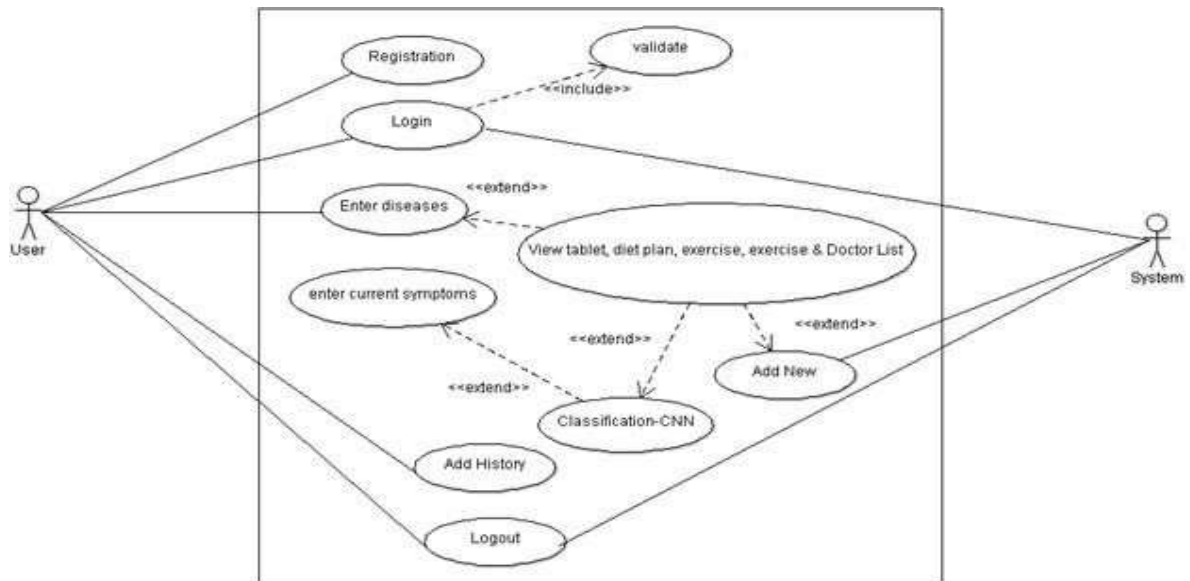 validate
Registration
<<include>>
Login
<<extend>>
Enter diseases
User
View tablet, diet plan, exercise, exercise & Doctor List
System
enter current symptoms
<<extend>>
<<extend>>
Add New
<<extend>>
Classification-CNN
Add History
Logout